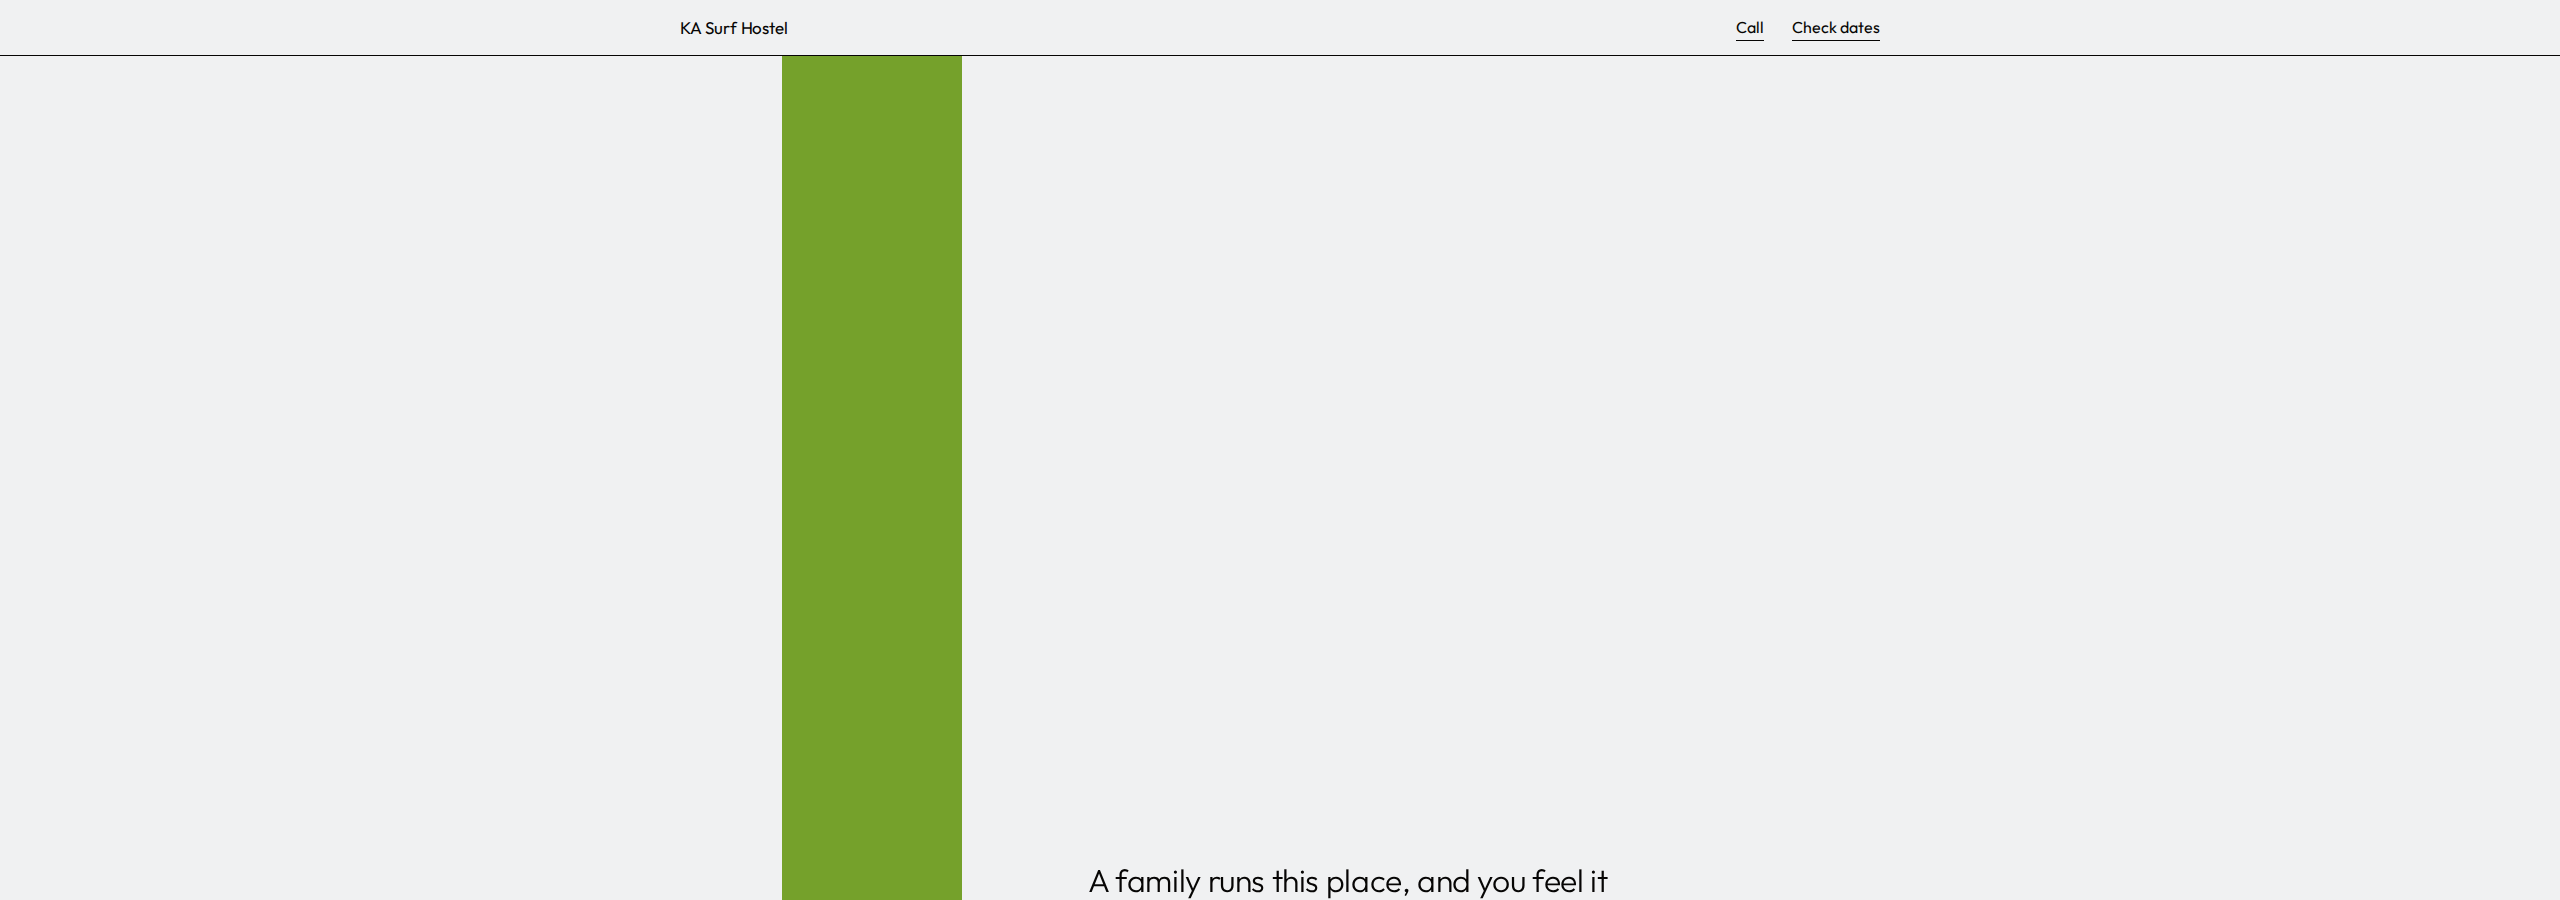 KA Surf Hostel
Call
Check dates
A family runs this place, and you feel it